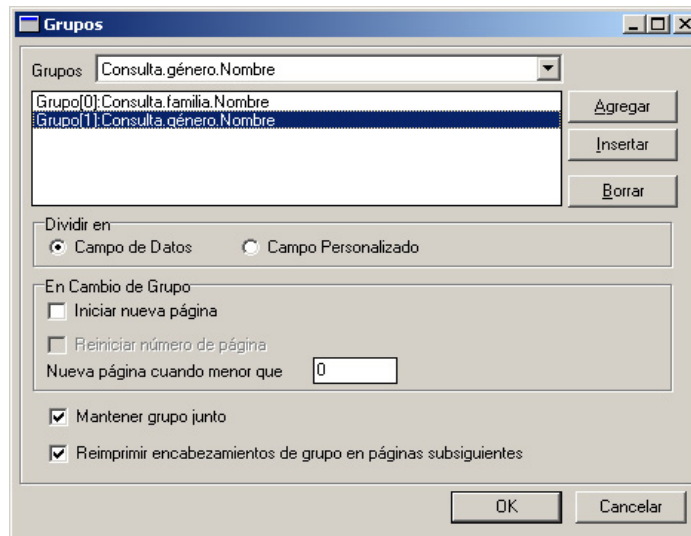 Grupos
Grupos Consulta.género.Nombre
Grupo[0]:Consulta.familia.Nombre
Grupo[1]:Consulta.género.Nombre
Agregar
Insertar
Borrar
Dividir en
Campo de Datos Campo Personalizado
En Cambio de Grupo
Iniciar nueva página
Reiniciar número de página
Nueva página cuando menor que 0
Mantener grupo junto
Reimprimir encabezamientos de grupo en páginas subsiguientes
OK Cancelar